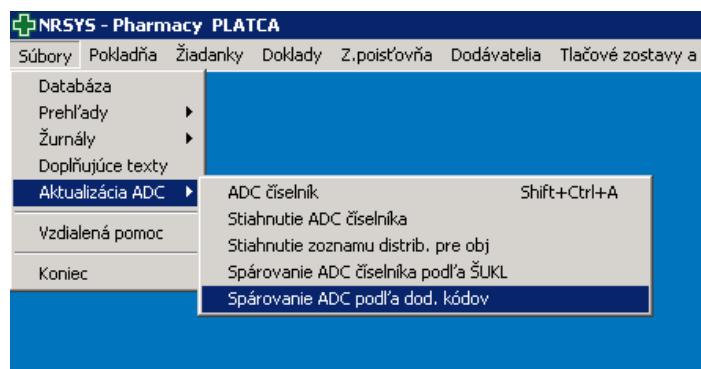 NRSYS - Pharmacy PLATCA
Súbory Pokladňa Žiadanky Doklady Z.poisťovňa Dodávatelia Tlačové zostavy a
Databáza
Prehľady
Žurnály
Doplňujúce texty
Aktualizácia ADC
Vzdialená pomoc
Koniec
ADC číselník Shift+Ctrl+A
Stiahnutie ADC číselníka
Stiahnutie zoznamu distrib. pre obj
Spárovanie ADC číselníka podľa ŠUKL
Spárovanie ADC podľa dod. kódov